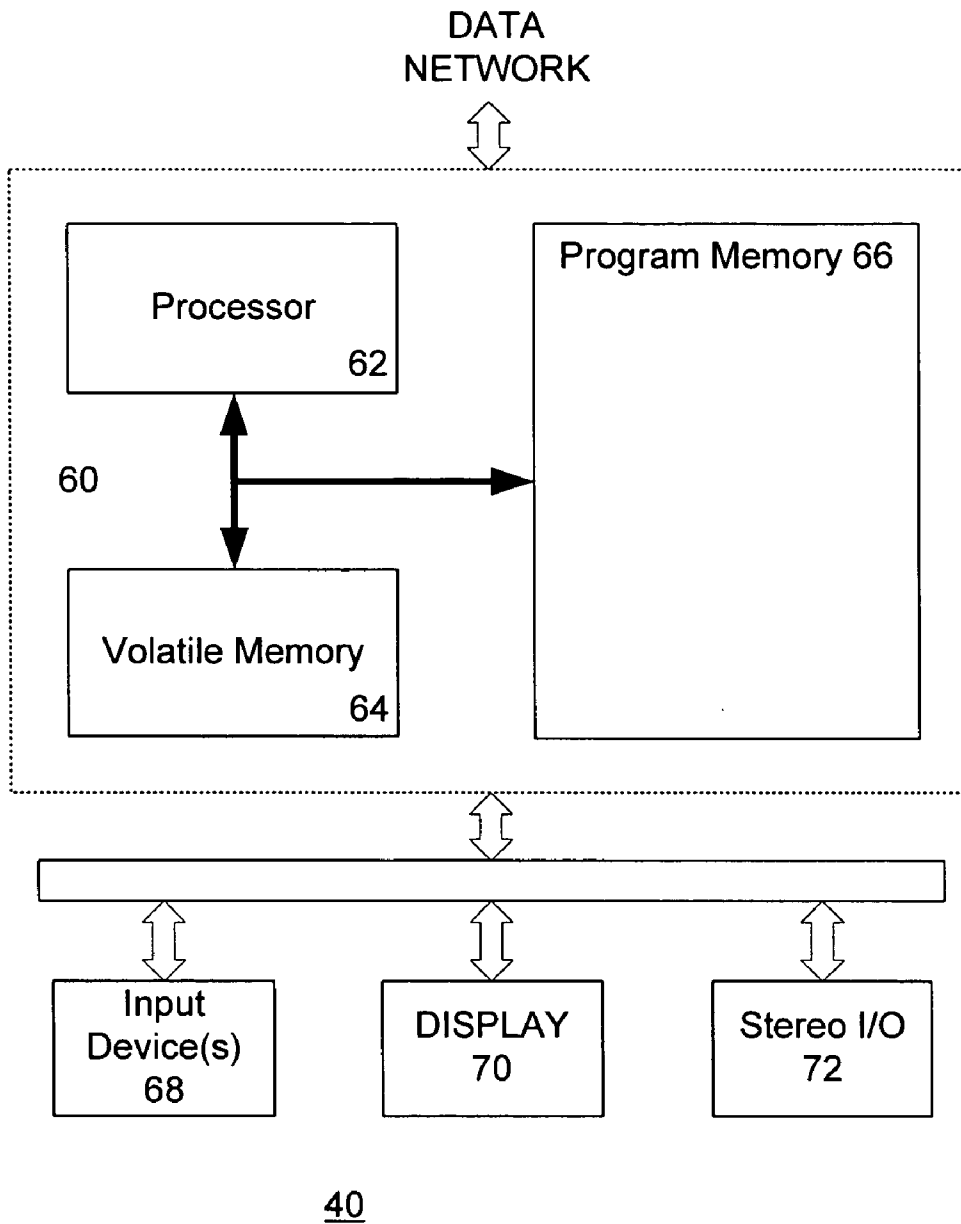 DATA
NETWORK
Processor
62
Program Memory 66
60
Volatile Memory
64
Input
Device(s)
68
DISPLAY
70
Stereo I/O
72
40